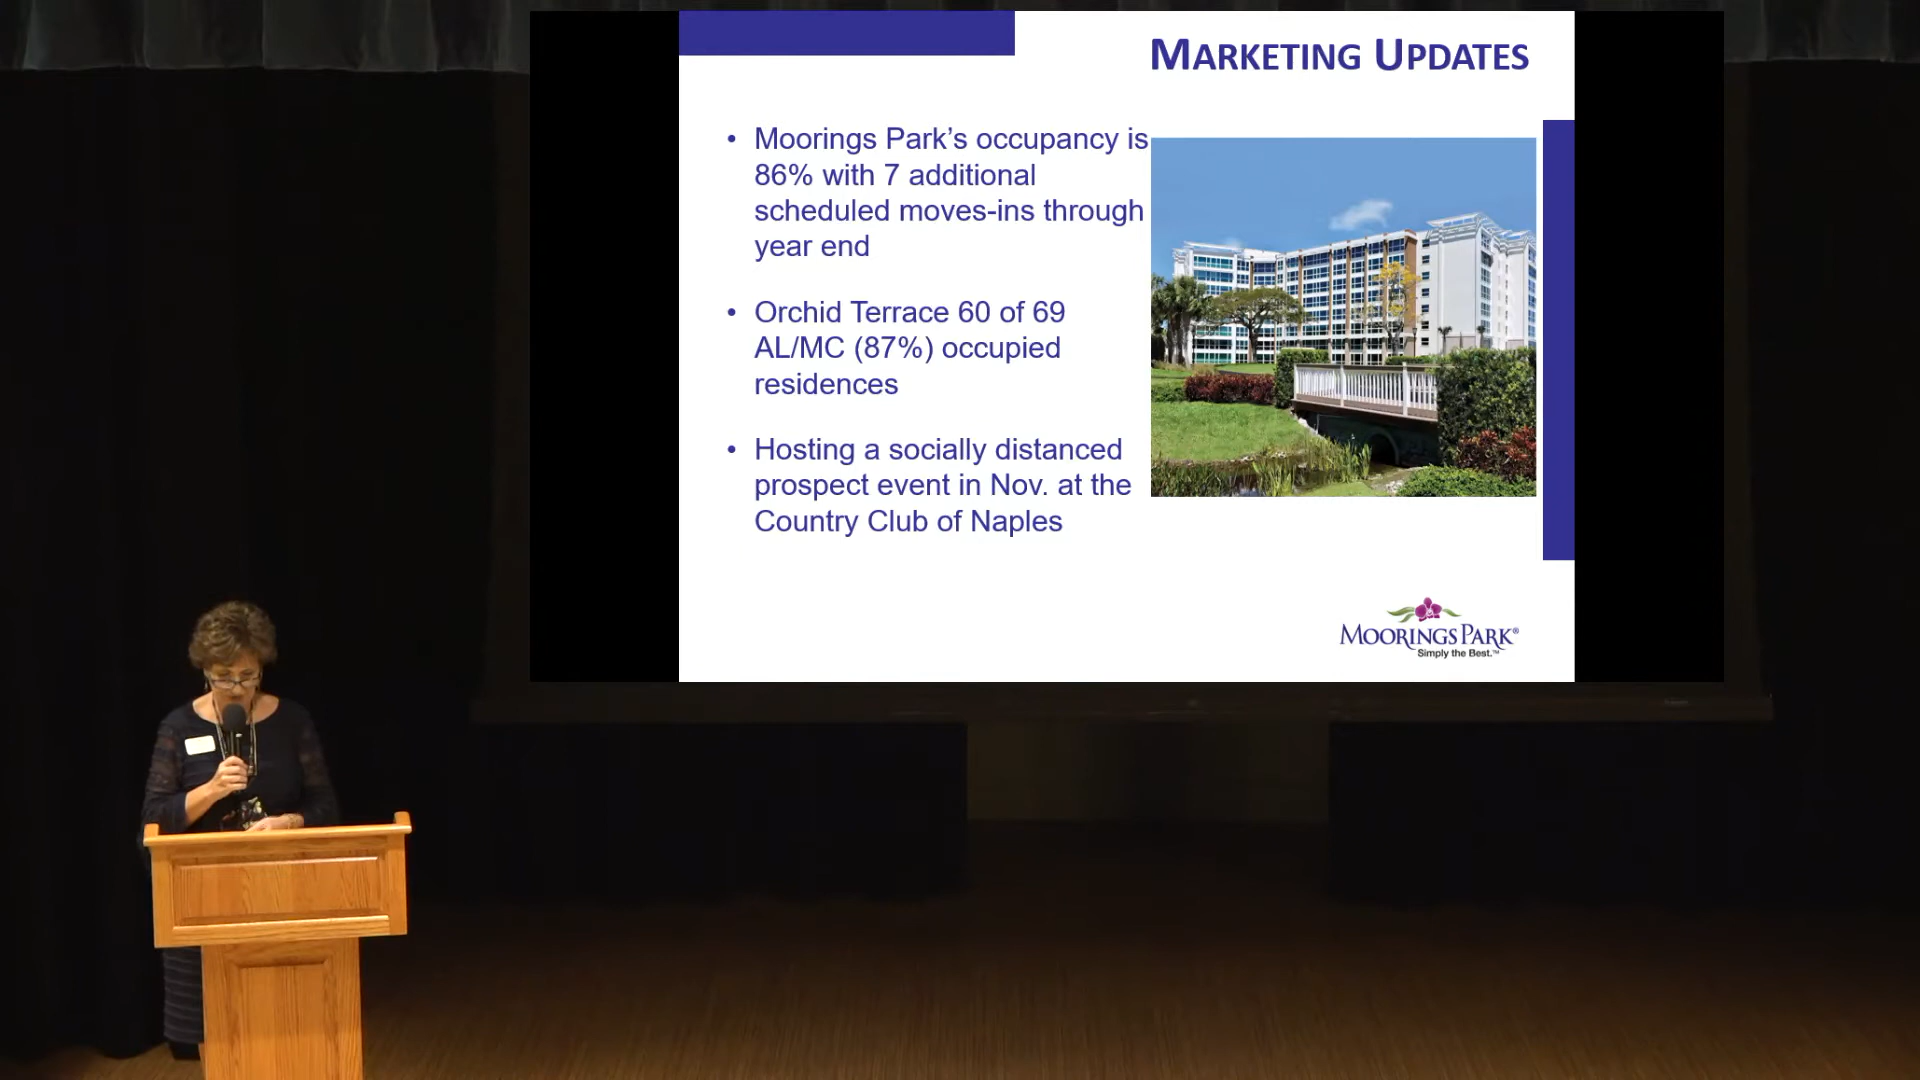 MARKETING UPDATES
• Moorings Park’s occupancy is
86% with 7 additional
scheduled moves-ins through
year end
• Orchid Terrace 60 of 69
AL/MC (87%) occupied
residences
• Hosting a socially distanced
prospect event in Nov. at the
Country Club of Naples
MOORINGS PARK®
Simply the Best.™